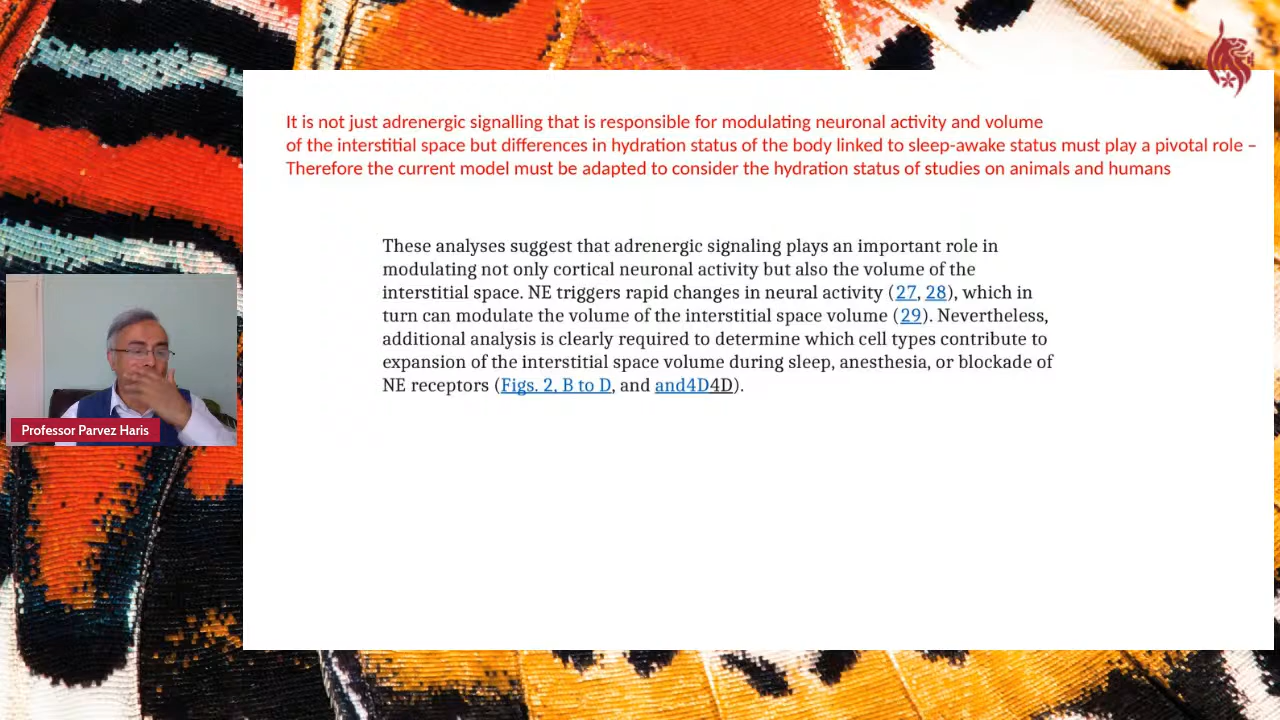 It is not just adrenergic signalling that is responsible for modulating neuronal activity and volume
of the interstitial space but differences in hydration status of the body linked to sleep-awake status must play a pivotal role –
Therefore the current model must be adapted to consider the hydration status of studies on animals and humans
These analyses suggest that adrenergic signaling plays an important role in
modulating not only cortical neuronal activity but also the volume of the
interstitial space. NE triggers rapid changes in neural activity (27, 28), which in
turn can modulate the volume of the interstitial space volume (29). Nevertheless,
additional analysis is clearly required to determine which cell types contribute to
expansion of the interstitial space volume during sleep, anesthesia, or blockade of
NE receptors (Figs. 2, B to D, and and4D4D).
Professor Parvez Haris